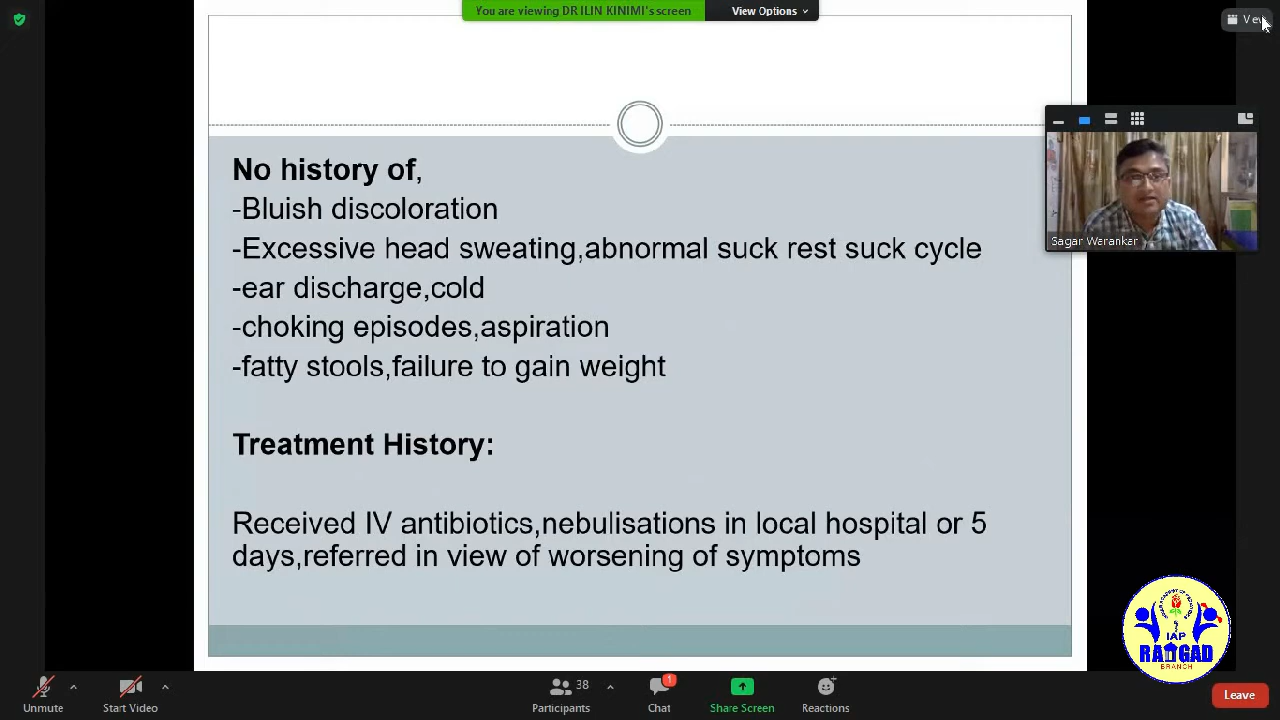 You are viewing DR ILIN KINIMI's screen
View Options
No history of,
-Bluish discoloration
-Excessive head sweating,abnormal suck rest suck cycle
-ear discharge,cold
-choking episodes,aspiration
-fatty stools,failure to gain weight
Treatment History:
Received IV antibiotics,nebulisations in local hospital or 5
days,referred in view of worsening of symptoms
Sagar Warankar
IAP
BRANCH
Unmute
Start Video
38
Participants
1
Chat
Share Screen
Reactions
Leave